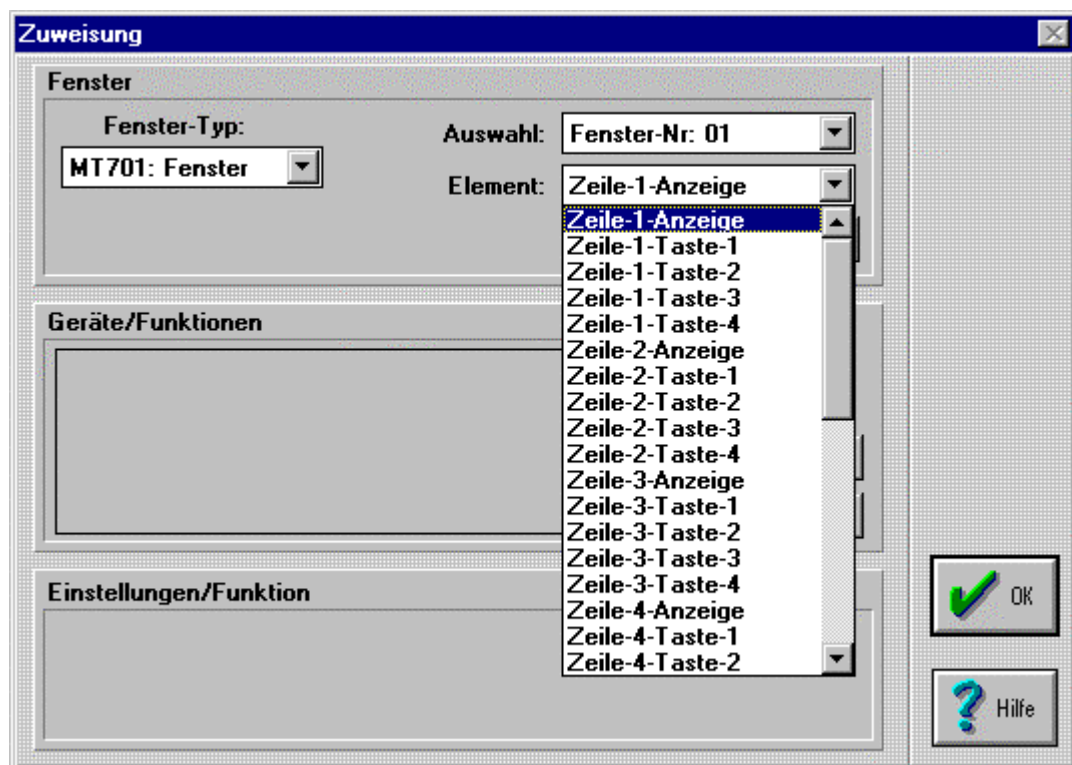 Zuweisung
Fenster
Fenster-Typ:
MT701: Fenster
Auswahl:
Fenster-Nr: 01
Element:
Zeile-1-Anzeige
Zeile-1-Anzeige
Zeile-1-Taste-1
Zeile-1-Taste-2
Zeile-1-Taste-3
Zeile-1-Taste-4
Zeile-2-Anzeige
Zeile-2-Taste-1
Zeile-2-Taste-2
Zeile-2-Taste-3
Zeile-2-Taste-4
Zeile-3-Anzeige
Zeile-3-Taste-1
Zeile-3-Taste-2
Zeile-3-Taste-3
Zeile-3-Taste-4
Zeile-4-Anzeige
Zeile-4-Taste-1
Zeile-4-Taste-2
Geräte/Funktionen
Einstellungen/Funktion
OK
Hilfe